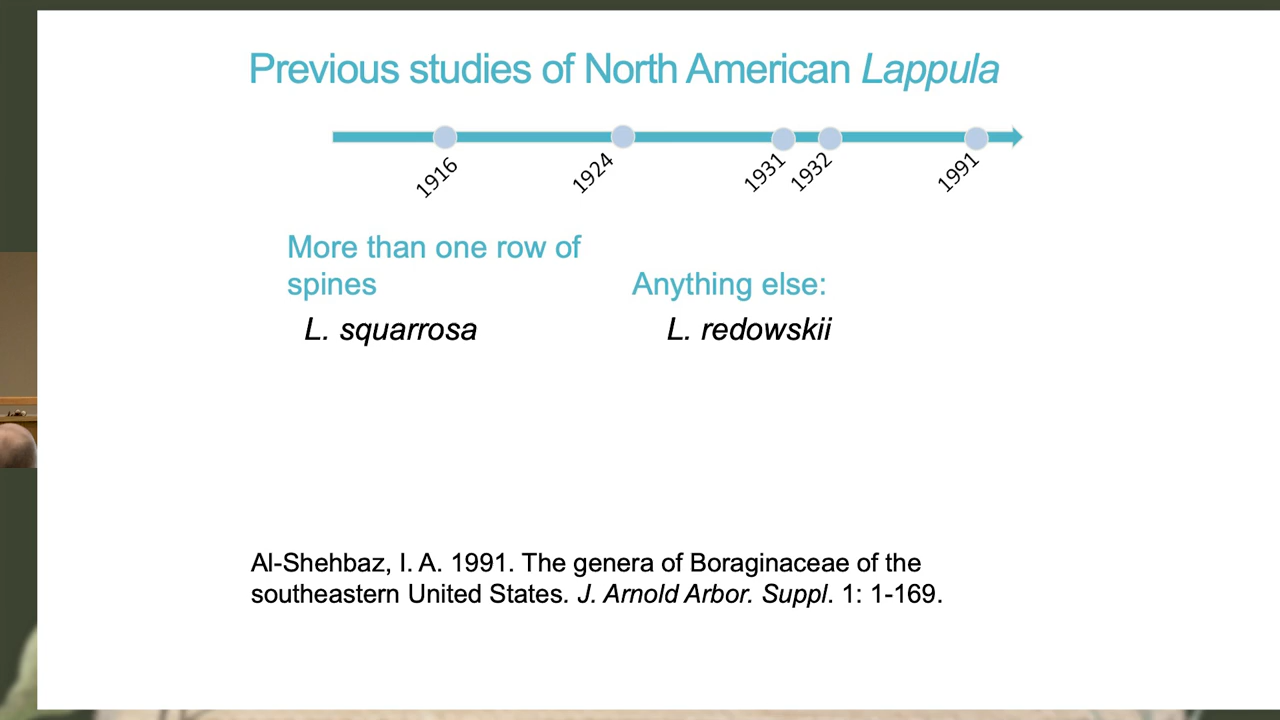 Previous studies of North American Lappula
1916
1924
1931
1932
1991
More than one row of
spines
Anything else:
L. squarrosa
L. redowskii
Al-Shehbaz, I. A. 1991. The genera of Boraginaceae of the
southeastern United States. J. Arnold Arbor. Suppl. 1: 1-169.